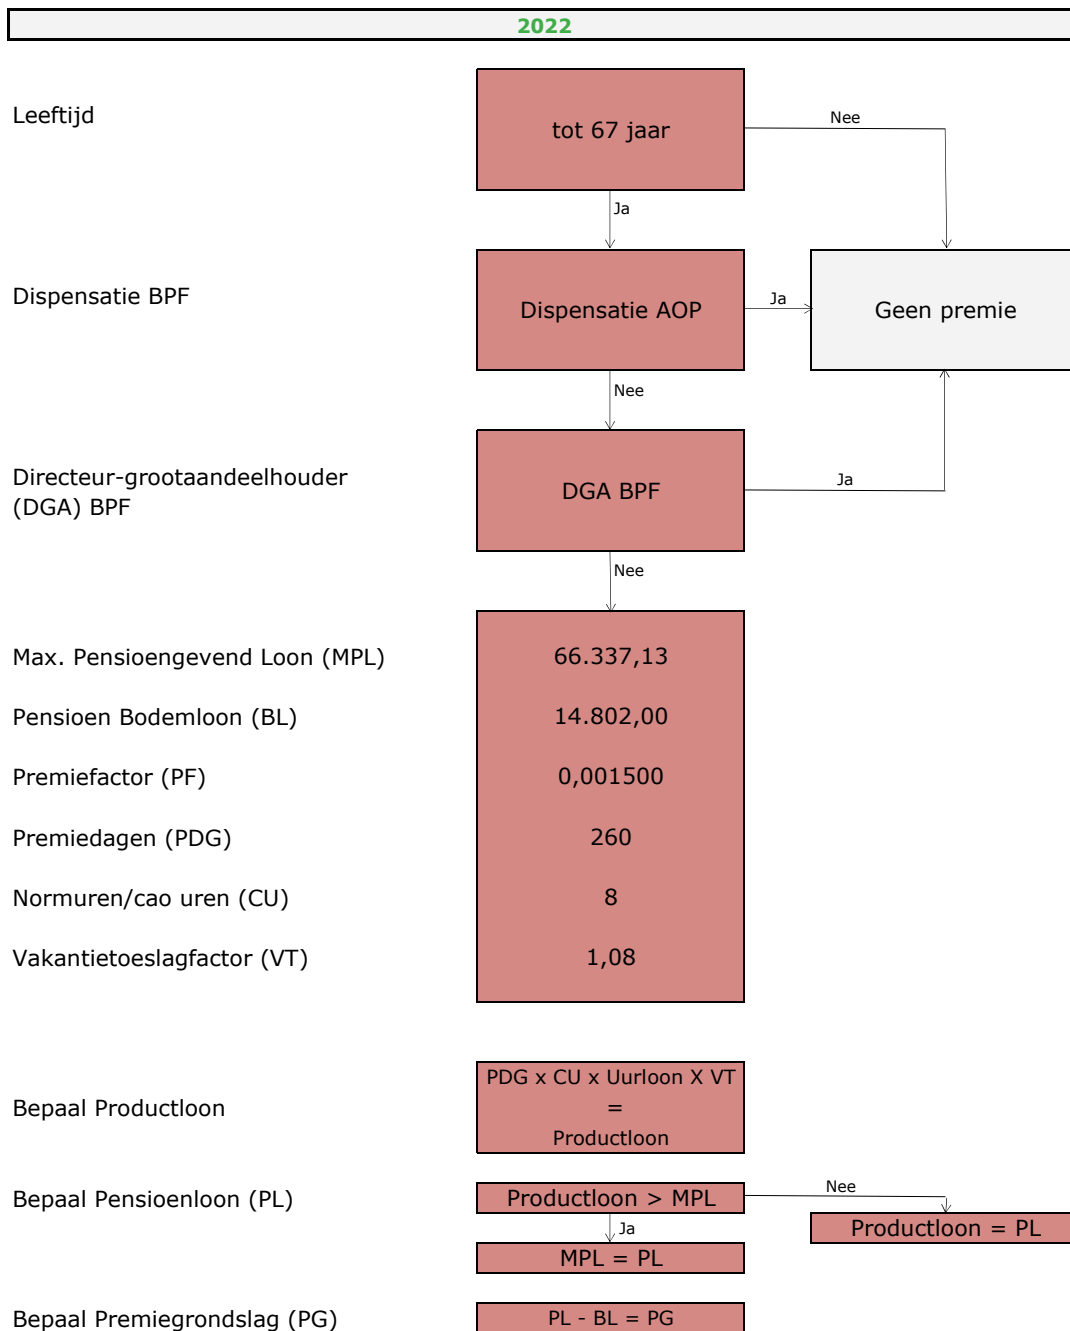 2022
Leeftijd
tot 67 jaar
Nee
Ja
Dispensatie BPF
Dispensatie AOP
Ja
Geen premie
Nee
Directeur-grootaandeelhouder
(DGA) BPF
DGA BPF
Ja
Nee
Max. Pensioengevend Loon (MPL)
66.337,13
Pensioen Bodemloon (BL)
14.802,00
Premiefactor (PF)
0,001500
Premiedagen (PDG)
260
Normuren/cao uren (CU)
8
Vakantietoeslagfactor (VT)
1,08
Bepaal Productloon
PDG x CU x Uurloon X VT
=
Productloon
Bepaal Pensioenloon (PL)
Productloon > MPL
Nee
Productloon = PL
Ja
MPL = PL
Bepaal Premiegrondslag (PG)
PL - BL = PG